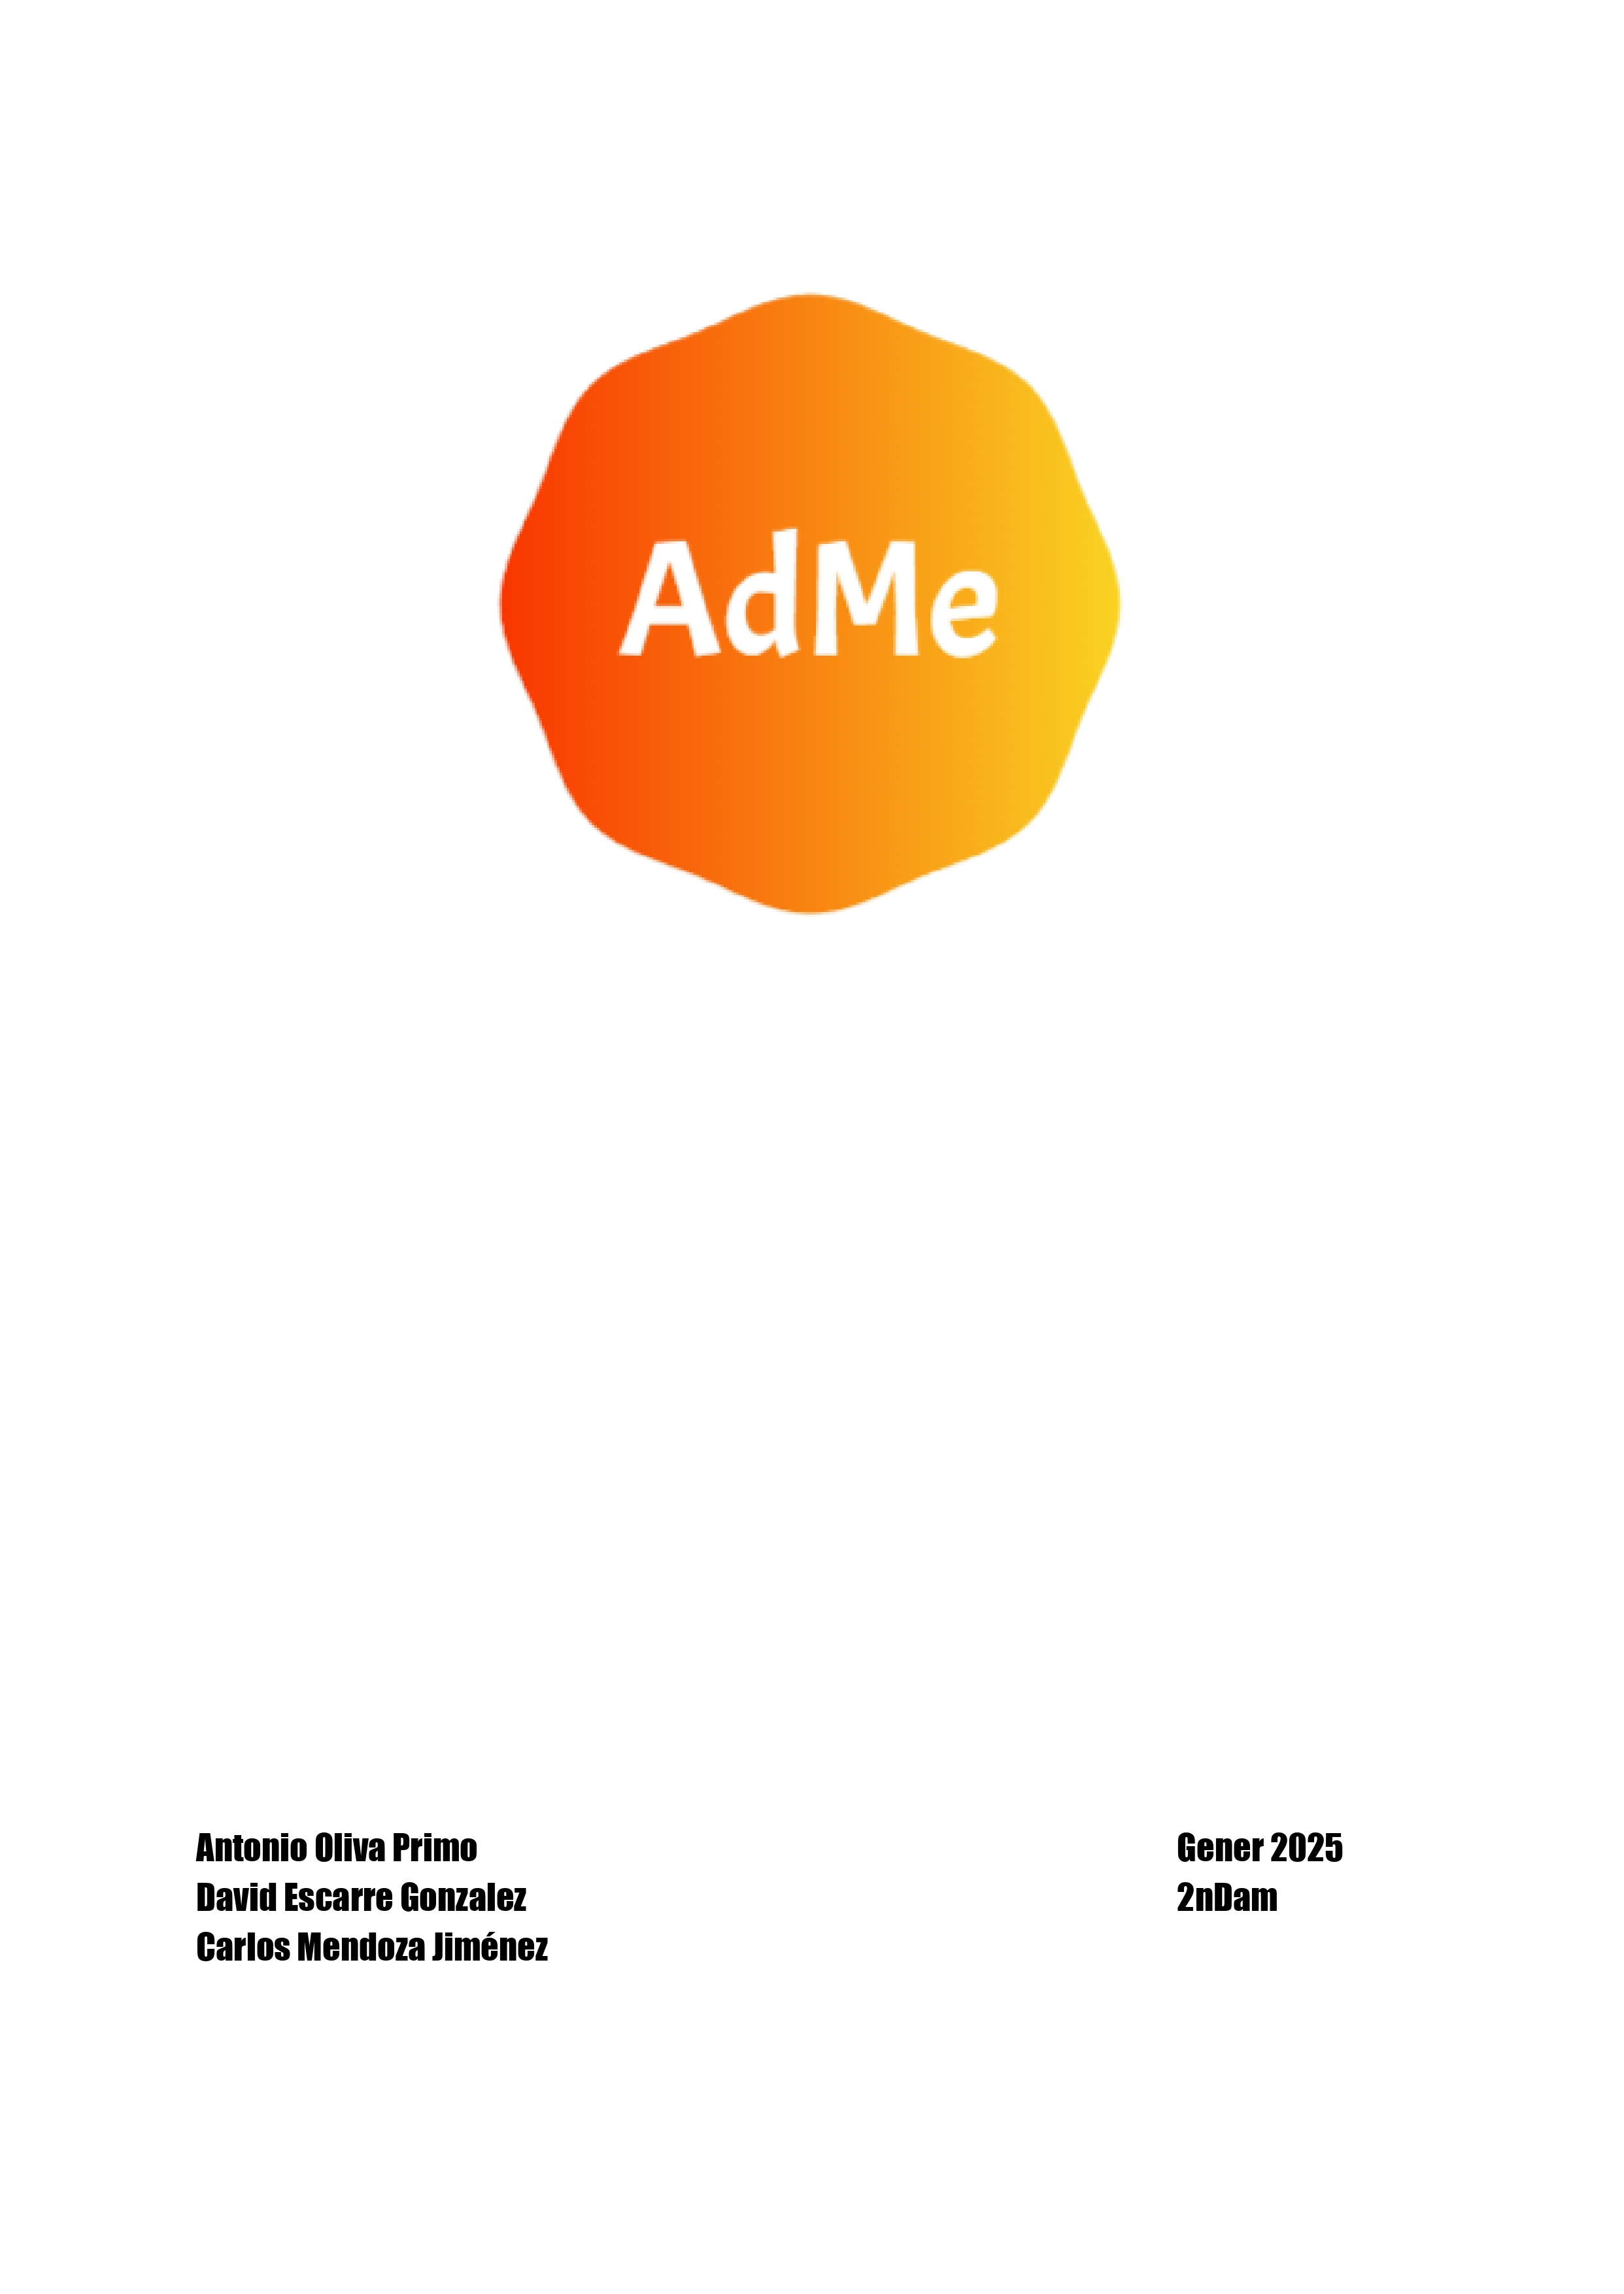 AdMe
Antonio Oliva Primo
David Escarre Gonzalez
Carlos Mendoza Jiménez
Gener 2025
2nDam